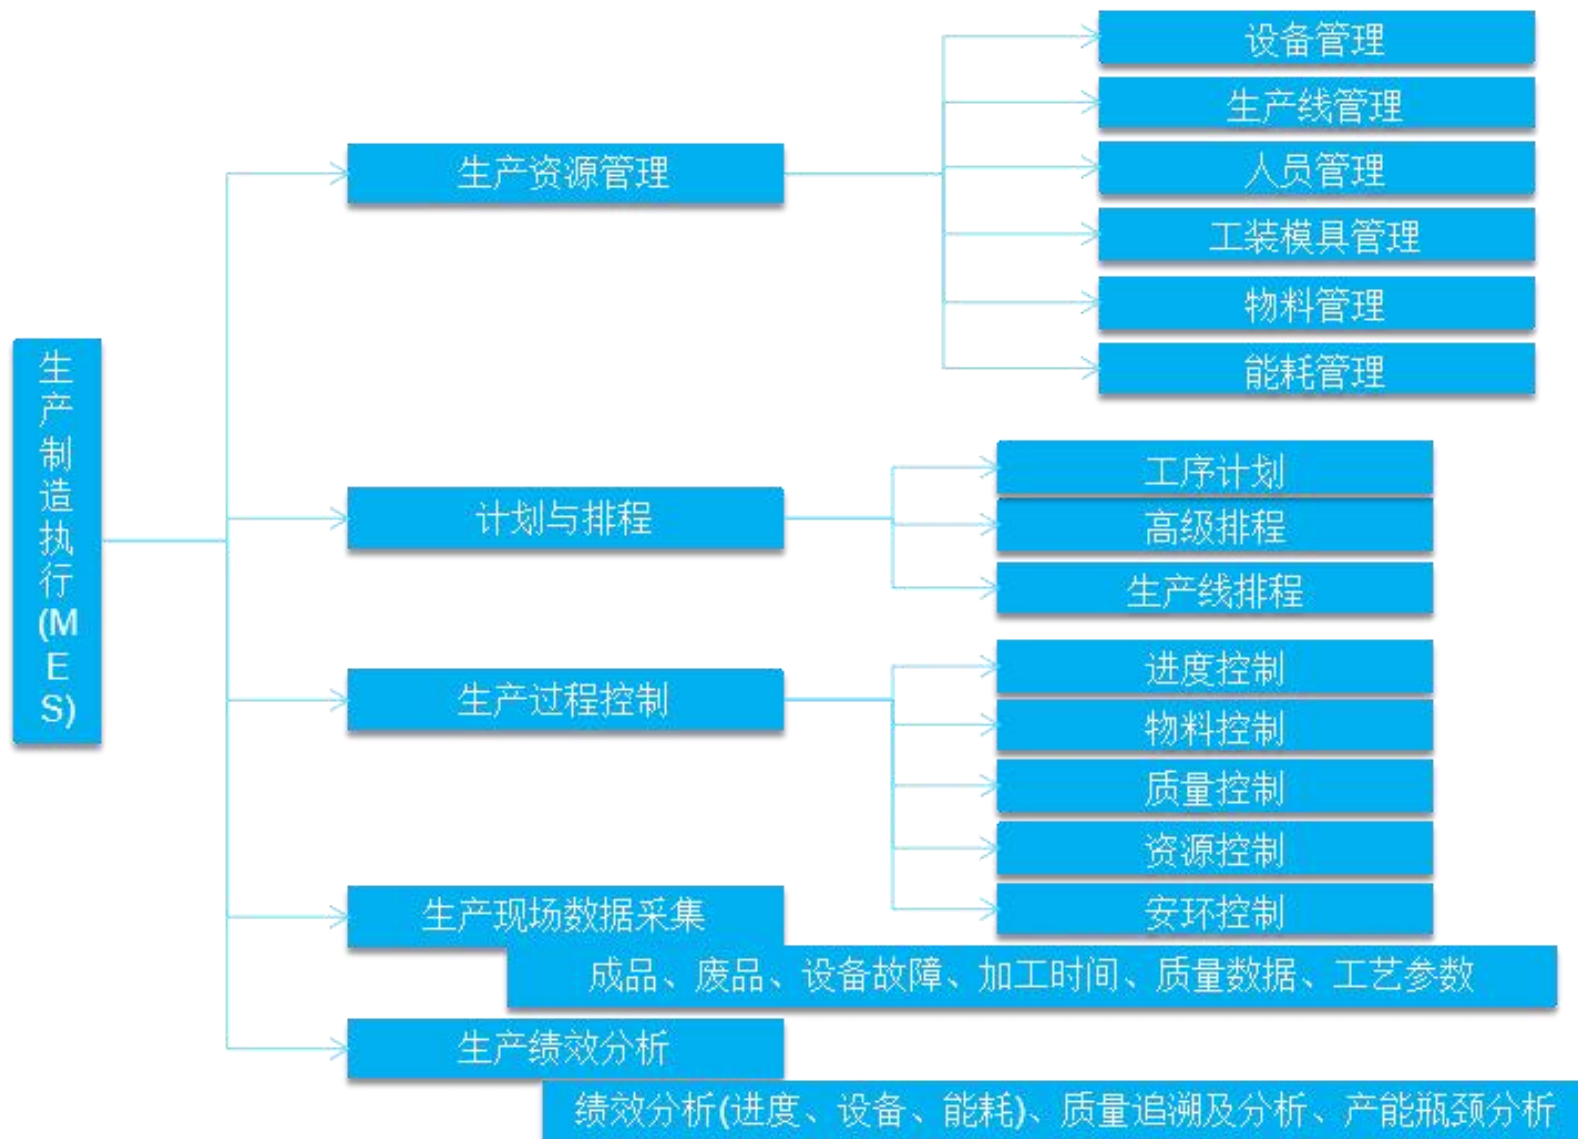 生产制造执行(MES)
生产资源管理
设备管理
生产线管理
人员管理
工装模具管理
物料管理
能耗管理
计划与排程
工序计划
高级排程
生产线排程
生产过程控制
进度控制
物料控制
质量控制
资源控制
安环控制
生产现场数据采集
成品、废品、设备故障、加工时间、质量数据、工艺参数
生产绩效分析
绩效分析(进度、设备、能耗)、质量追溯及分析、产能瓶颈分析